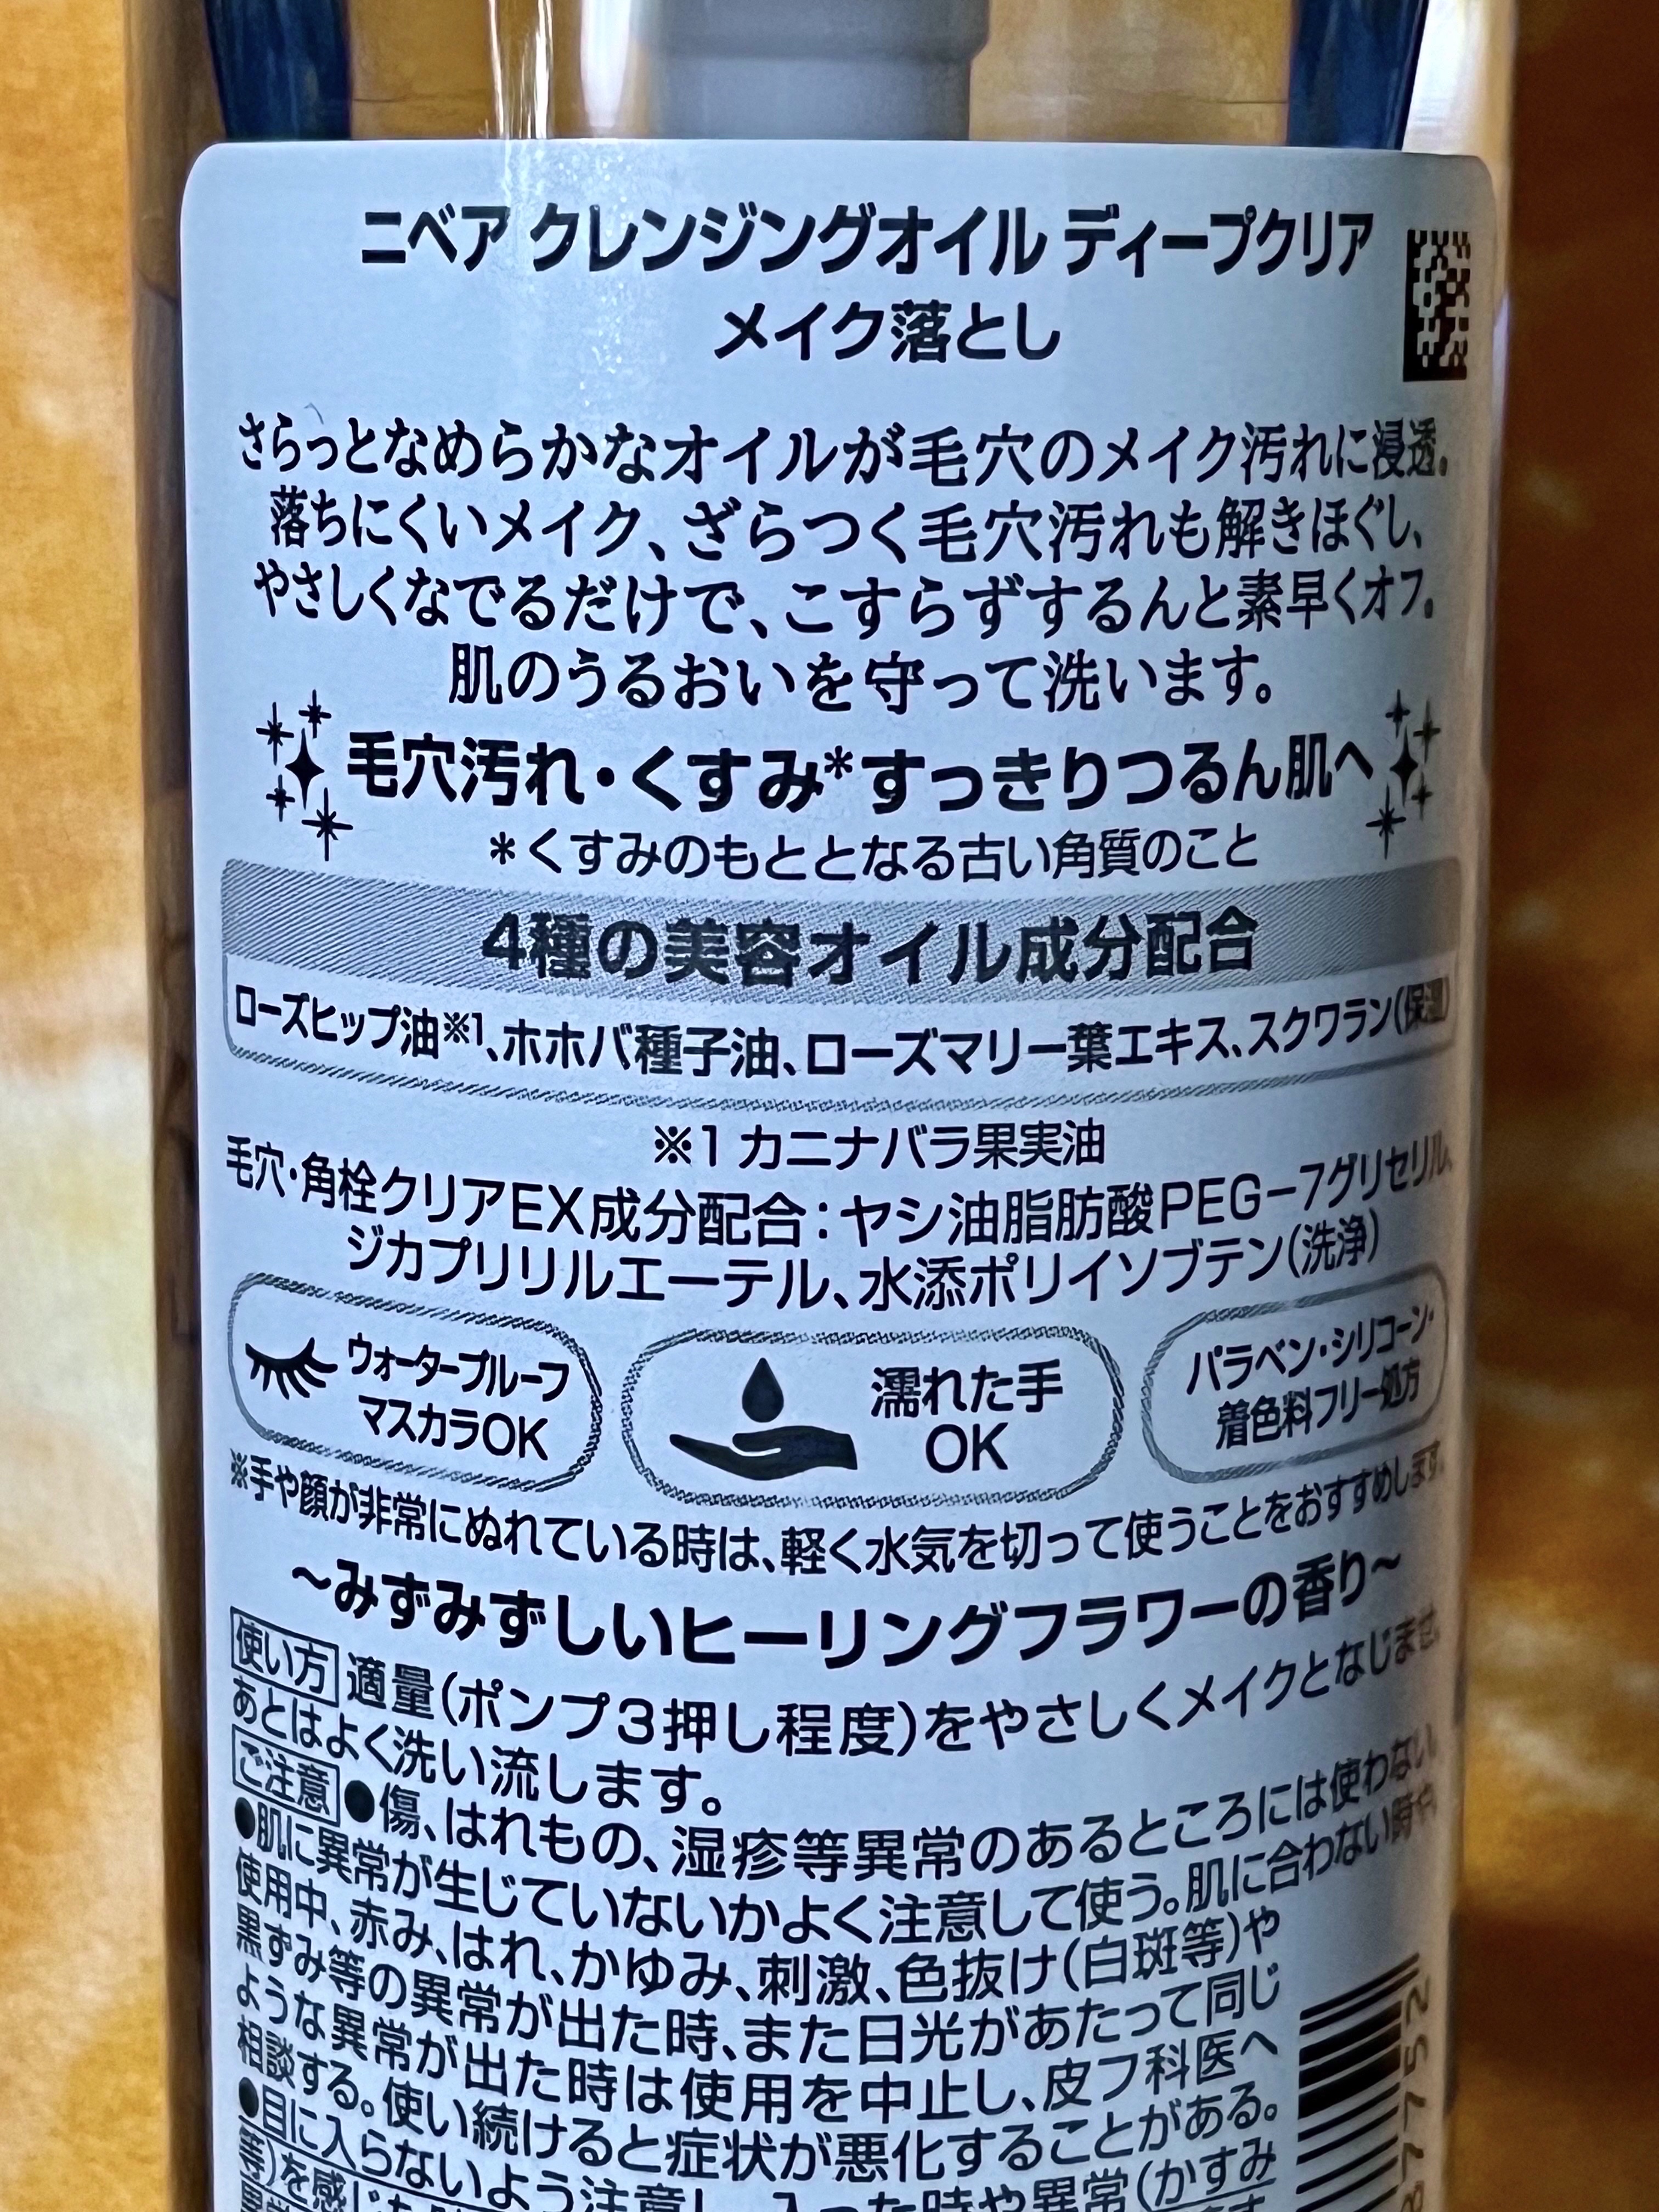 ニベア クレンジングオイル ディープクリア
メイク落とし
さらっとなめらかなオイルが毛穴のメイク汚れに浸透。
落ちにくいメイク、ざらつく毛穴汚れも解きほぐし、
やさしくなでるだけで、こすらずするんと素早くオフ。
肌のうるおいを守って洗います。
毛穴汚れ・くすみ*すっきりつるん肌へ
*くすみのもととなる古い角質のこと
4種の美容オイル成分配合
ローズヒップ油※1、ホホバ種子油、ローズマリー葉エキス、スクワラン(保湿)
※1 カニナバラ果実油
毛穴・角栓クリアEX成分配合:ヤシ油脂肪酸PEG-7グリセリル、
ジカプリリルエーテル、水添ポリイソブテン(洗浄)
ウォータープルーフ
マスカラOK
濡れた手
OK
パラベン・シリコーン・
着色料フリー処方
※手や顔が非常にぬれている時は、軽く水気を切って使うことをおすすめします。
~みずみずしいヒーリングフラワーの香り~
使い方 適量(ポンプ3押し程度)をやさしくメイクとなじませ、
あとはよく洗い流します。
ご注意 ●傷、はれもの、湿疹等異常のあるところには使わない。
●肌に異常が生じていないかよく注意して使う。肌に合わない時や、
使用中、赤み、はれ、かゆみ、刺激、色抜け(白斑等)や
黒ずみ等の異常が出た時、また日光があたって同じ
ような異常が出た時は使用を中止し、皮フ科医へ
相談する。使い続けると症状が悪化することがある。
●目に入らないよう注意し、入った時や異常(かすみ
等)を感じ